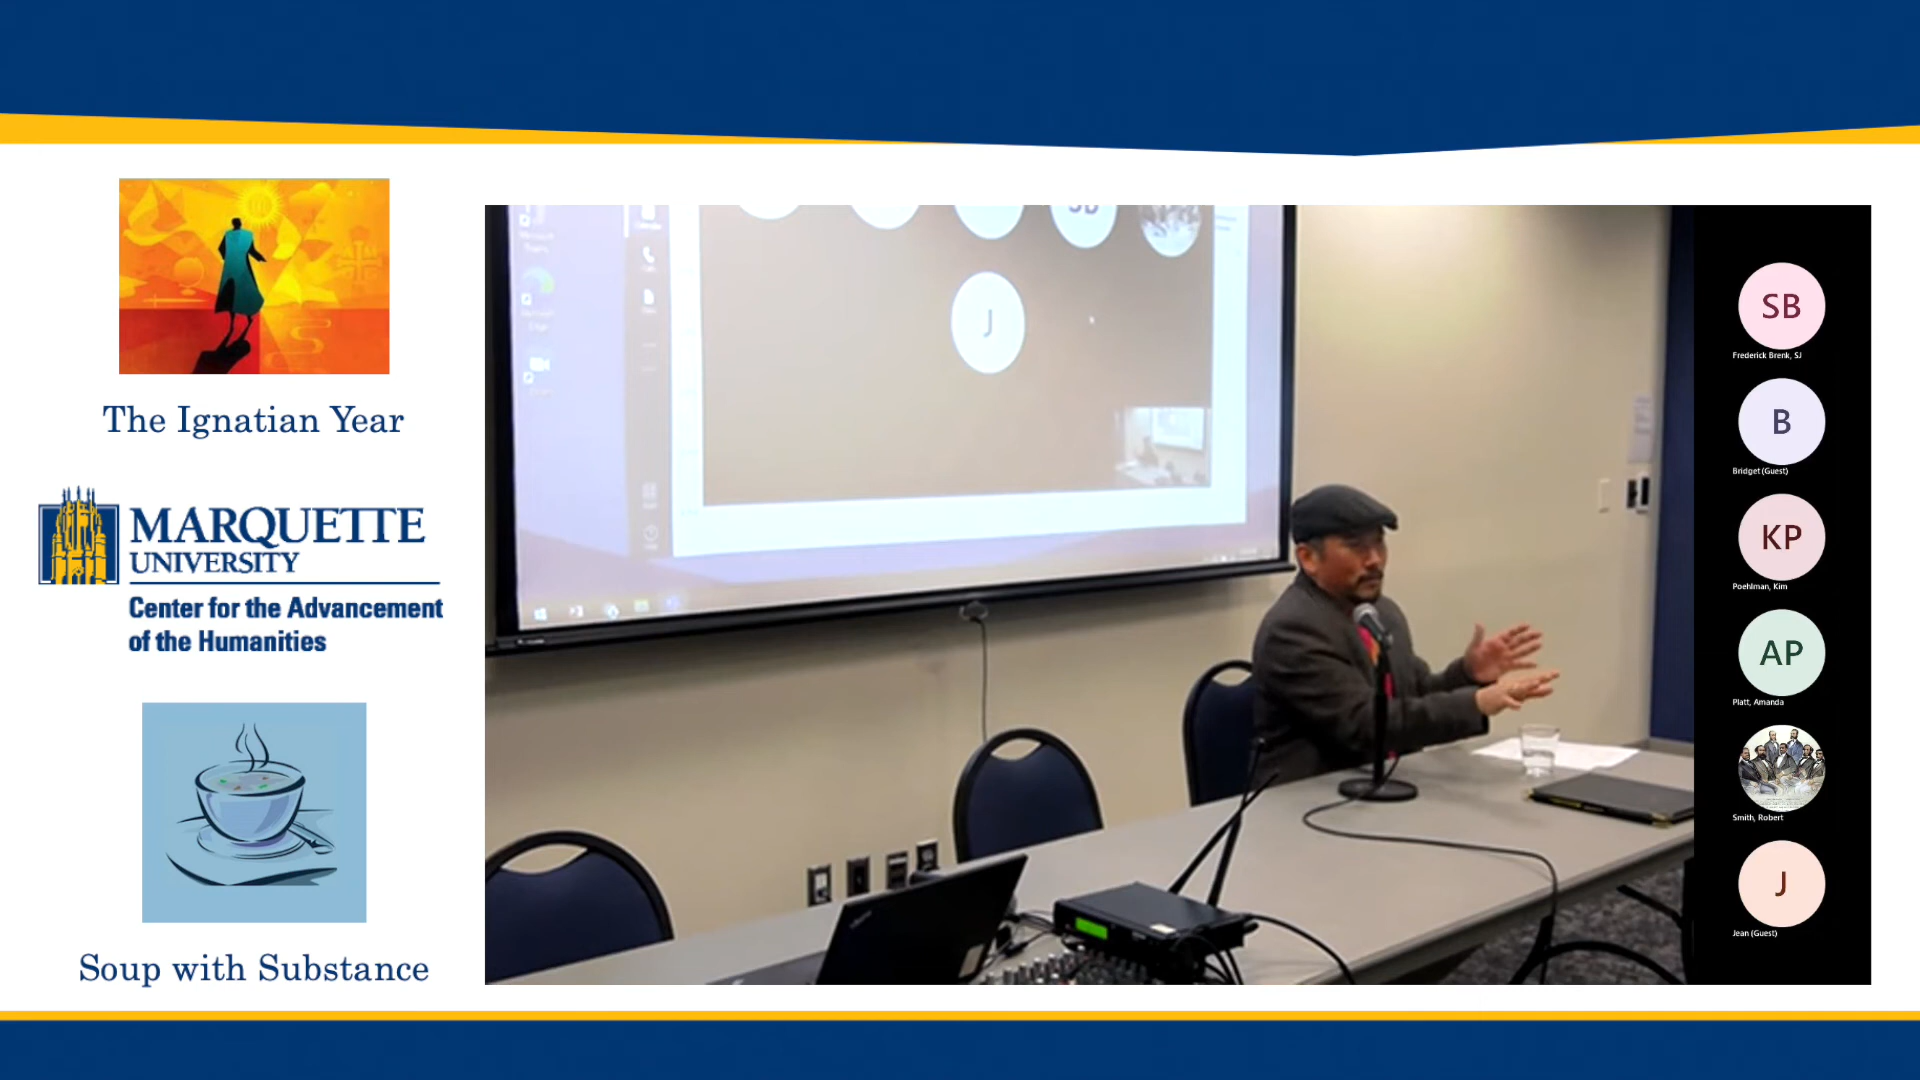 The Ignatian Year
MARQUETTE
UNIVERSITY
Center for the Advancement
of the Humanities
Soup with Substance
J
SB
Frederick Brenk, SJ
B
Bridget (Guest)
KP
Poehlman, Kim
AP
Platt, Amanda
Smith, Robert
J
Jean (Guest)